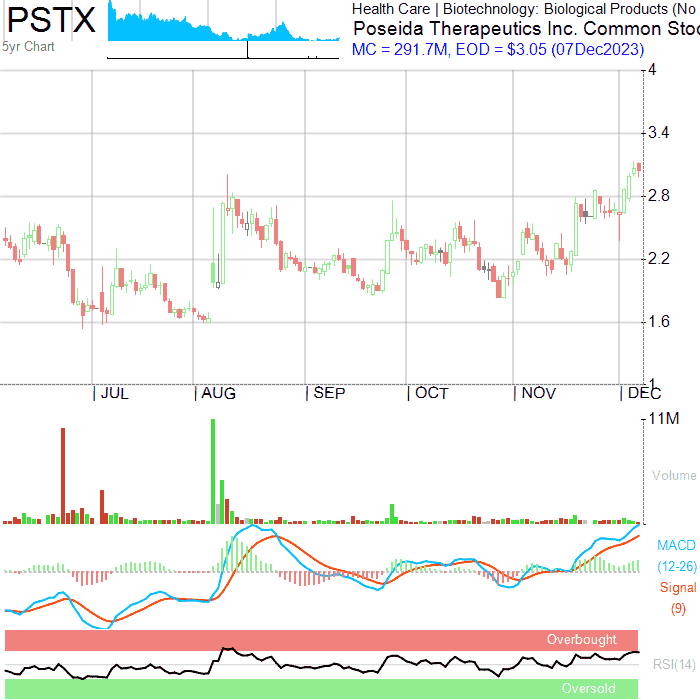 PSTX
5yr Chart
Health Care | Biotechnology: Biological Products (No
Poseida Therapeutics Inc. Common Stoc
MC = 291.7M, EOD = $3.05 (07Dec2023)
4
3.4
2.8
2.2
1.6
1
JUL AUG SEP OCT NOV DEC
11M
Volume
MACD
(12-26)
Signal
(9)
Overbought
RSI(14)
Oversold